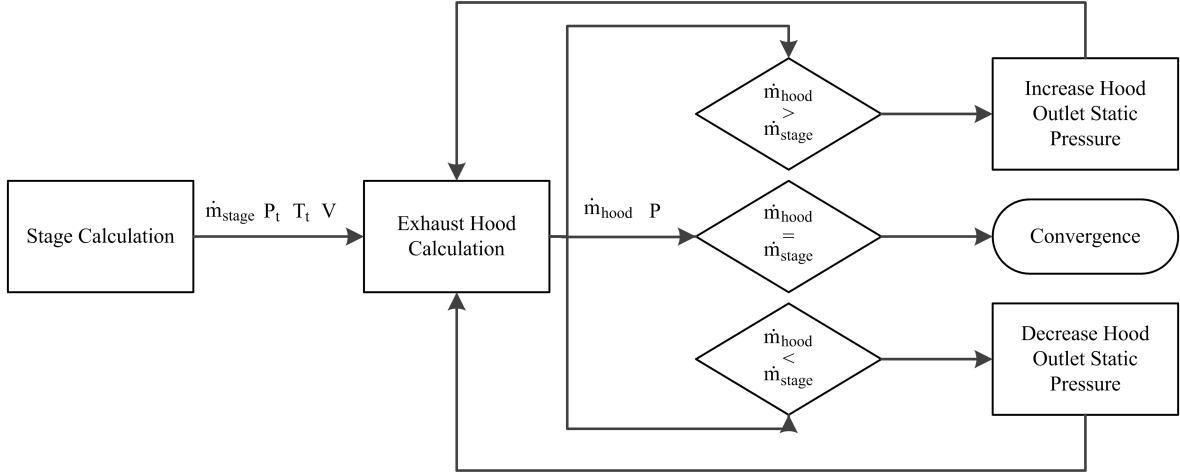 Stage Calculation
ṁstage Pt Tt V
Exhaust Hood
Calculation
ṁhood P
ṁhood
>
ṁstage
Increase Hood
Outlet Static
Pressure
ṁhood
=
ṁstage
Convergence
ṁhood
<
ṁstage
Decrease Hood
Outlet Static
Pressure